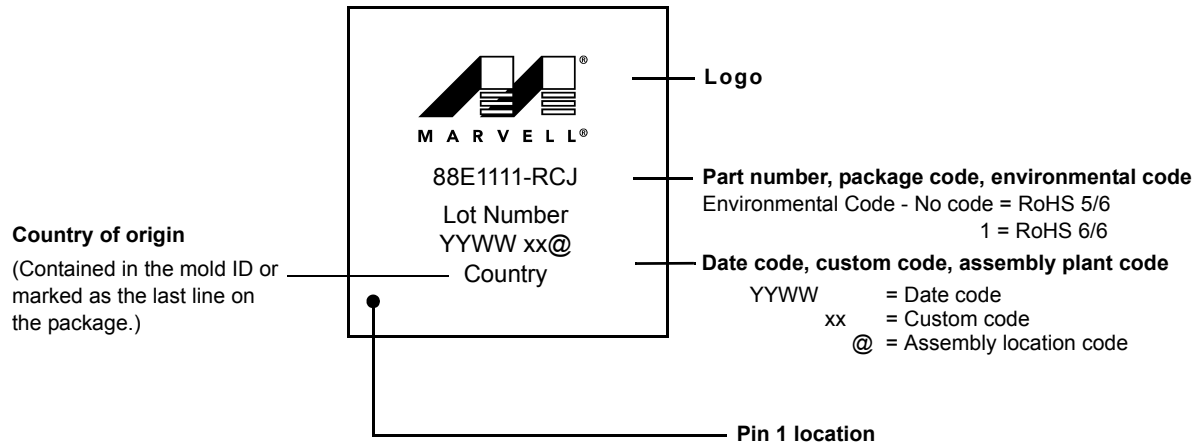 ®
MARVELL®
88E1111-RCJ
Lot Number
YYWW xx@
Country
Logo
Part number, package code, environmental code
Environmental Code - No code = RoHS 5/6
1 = RoHS 6/6
Date code, custom code, assembly plant code
YYWW = Date code
xx = Custom code
@ = Assembly location code
Country of origin
(Contained in the mold ID or
marked as the last line on
the package.)
Pin 1 location